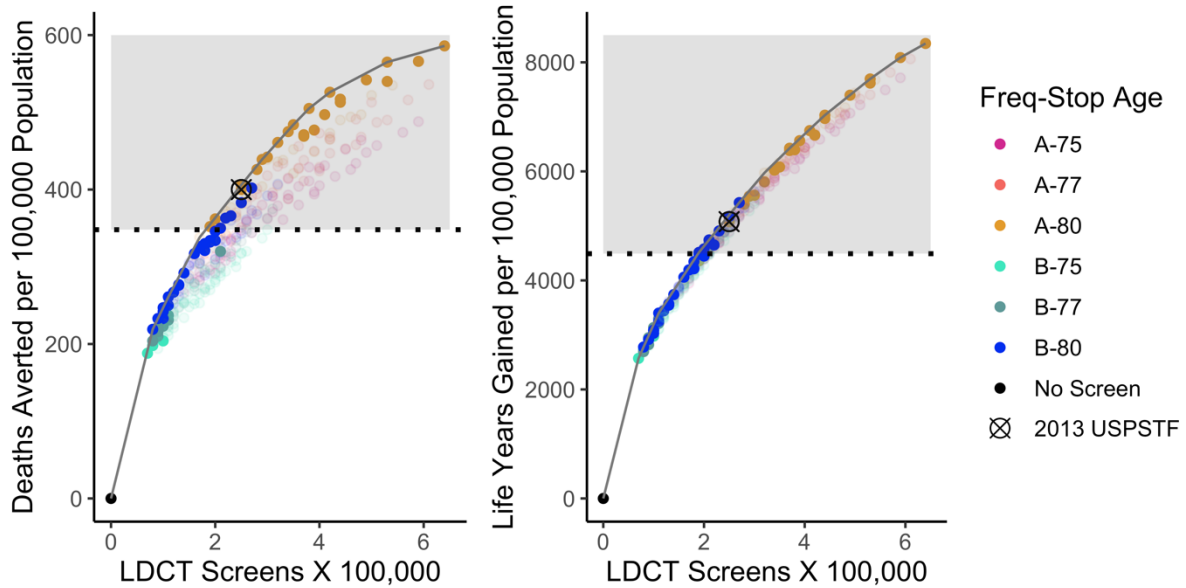 Deaths Averted per 100,000 Population
600
400
200
0
0
2
4
6
LDCT Screens X 100,000
Life Years Gained per 100,000 Population
8000
6000
4000
2000
0
0
2
4
6
LDCT Screens X 100,000
Freq-Stop Age
A-75
A-77
A-80
B-75
B-77
B-80
No Screen
2013 USPSTF